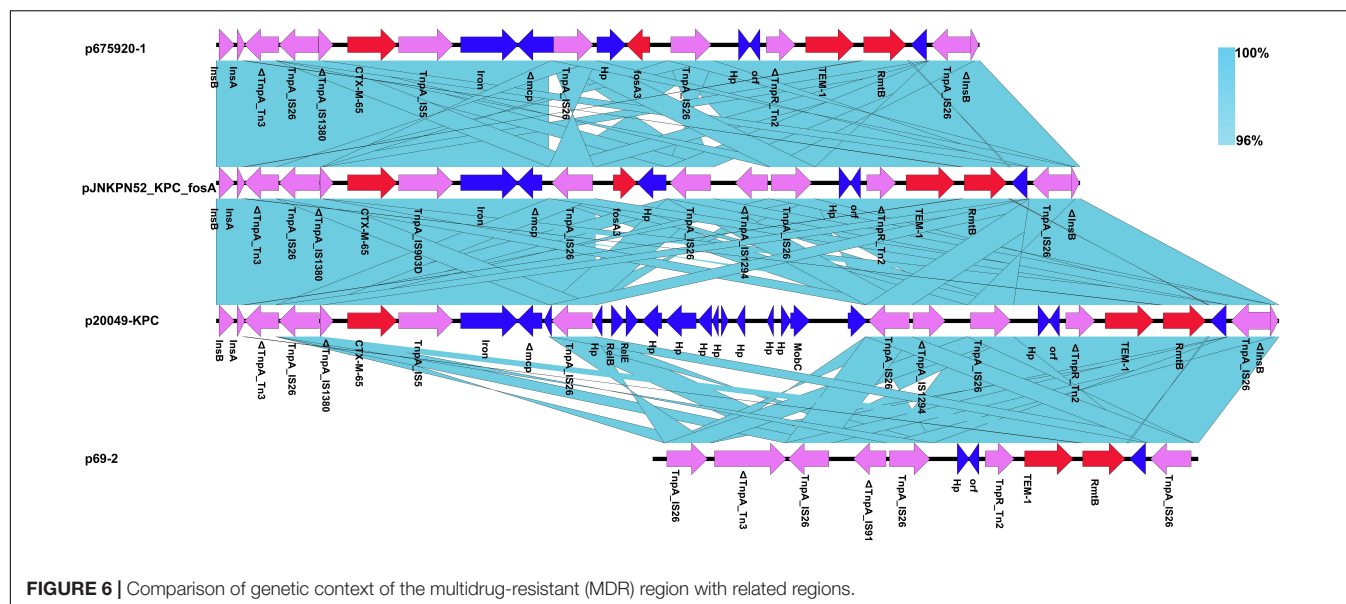 p675920-1
100%
96%
InsB InsA ∆TnpA_Tn3 TnpA_IS26 ∆TnpA_IS1380 CTX-M-65 TnpA_IS5 Iron ∆mcp TnpA_IS26 Hp fosA3 TnpA_IS26 Hp orf ∆TnpR_Tn2 TEM-1 RmtB TnpA_IS26 ∆InsB
pJNKPN52_KPC_fosA
InsB InsA ∆TnpA_Tn3 TnpA_IS26 ∆TnpA_IS1380 CTX-M-65 TnpA_IS903D Iron ∆mcp TnpA_IS26 fosA3 Hp TnpA_IS26 ∆TnpA_IS1294 TnpA_IS26 Hp orf ∆TnpR_Tn2 TEM-1 RmtB TnpA_IS26 ∆InsB
p20049-KPC
InsB InsA ∆TnpA_Tn3 TnpA_IS26 ∆TnpA_IS1380 CTX-M-65 TnpA_IS5 Iron ∆mcp TnpA_IS26 Hp RelB RelE Hp Hp Hp Hp Hp Hp Hp MobC TnpA_IS26 ∆TnpA_IS1294 TnpA_IS26 Hp orf ∆TnpR_Tn2 TEM-1 RmtB TnpA_IS26 ∆InsB
p69-2
TnpA_IS26 ∆TnpA_Tn3 TnpA_IS26 ∆TnpA_IS91 TnpA_IS26 Hp orf TnpR_Tn2 TEM-1 RmtB TnpA_IS26
FIGURE 6 | Comparison of genetic context of the multidrug-resistant (MDR) region with related regions.